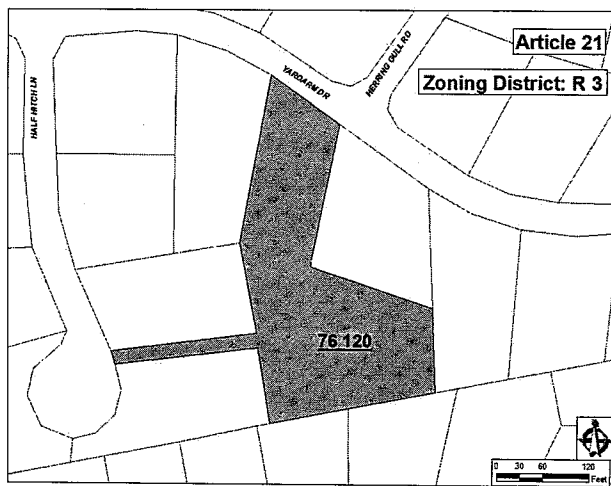 Article 21
Zoning District: R 3
HALF HITCH LN
YARDARM DR
HERRING GULL RD
76 120
0 30 60 120
Feet